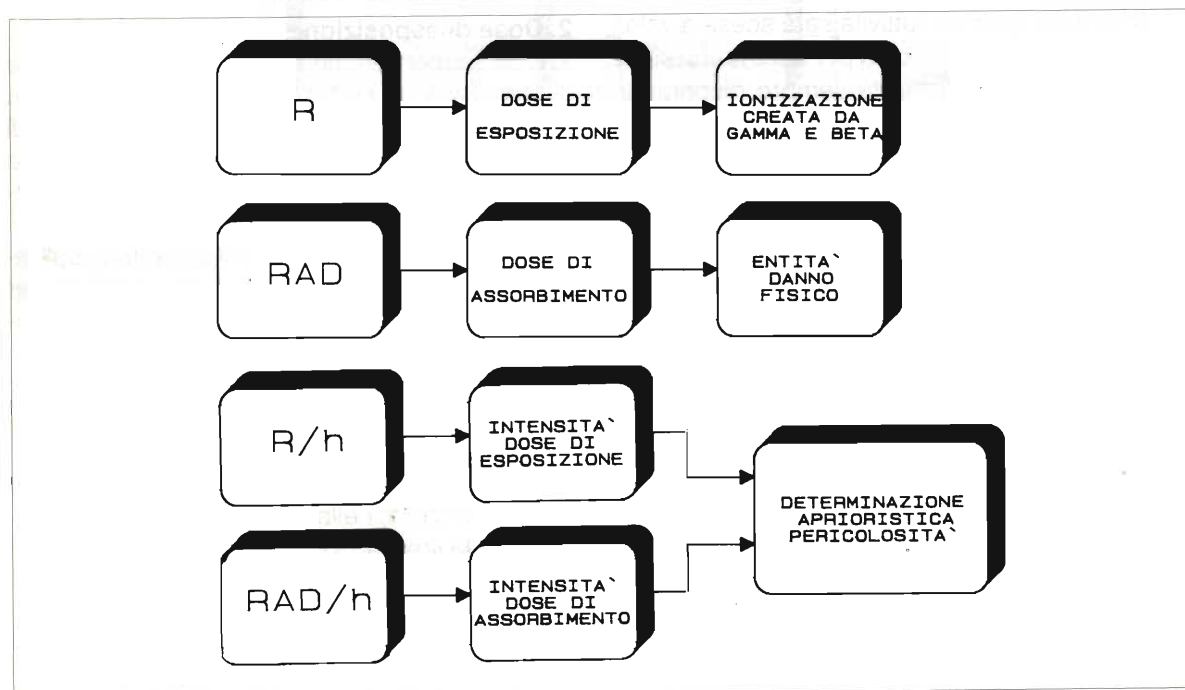 R
DOSE DI
ESPOSIZIONE
IONIZZAZIONE
CREATA DA
GAMMA E BETA
RAD
DOSE DI
ASSORBIMENTO
ENTITA`
DANNO
FISICO
R/h
INTENSITA`
DOSE DI
ESPOSIZIONE
RAD/h
INTENSITA`
DOSE DI
ASSORBIMENTO
DETERMINAZIONE
APRIORISTICA
PERICOLOSITA`